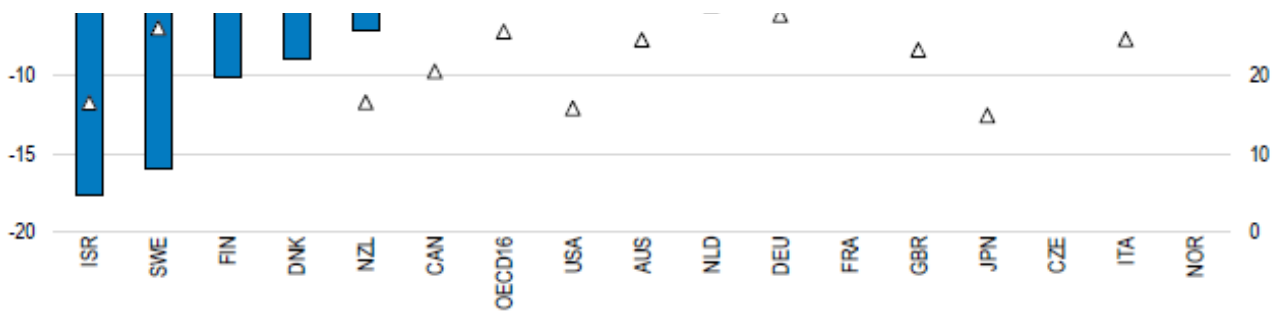 -10 20
-15 10
-20 0
ISR SWE FIN DNK NZL CAN OECD16 USA AUS NLD DEU FRA GBR JPN CZE ITA NOR